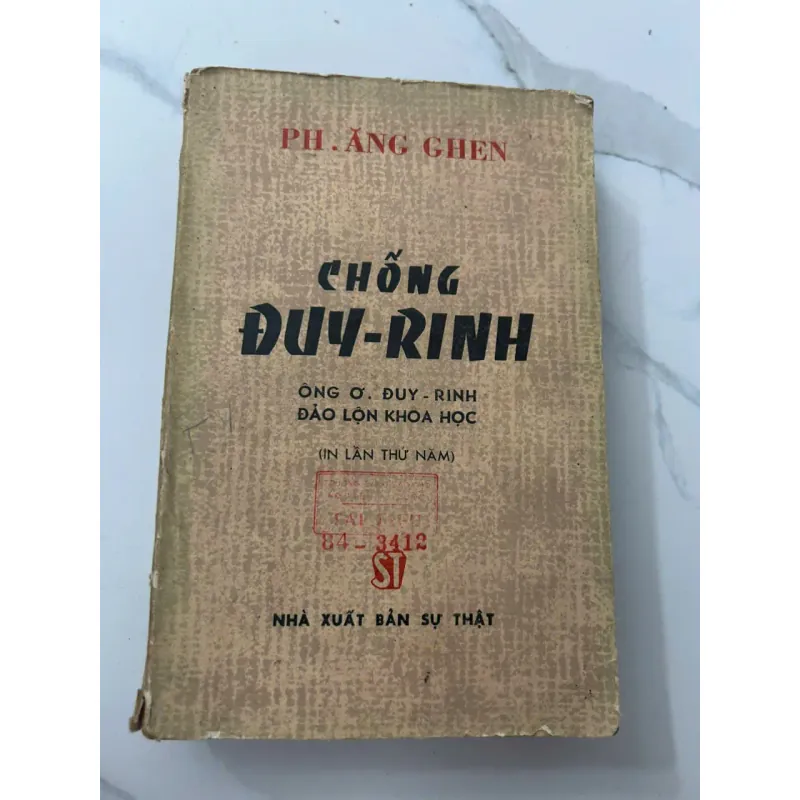 PH. ĂNG GHEN
CHỐNG
ĐUY-RINH
ÔNG Ơ. ĐUY-RINH
ĐẢO LỘN KHOA HỌC
(IN LẦN THỨ NĂM)
84-3412
ST
NHÀ XUẤT BẢN SỰ THẬT